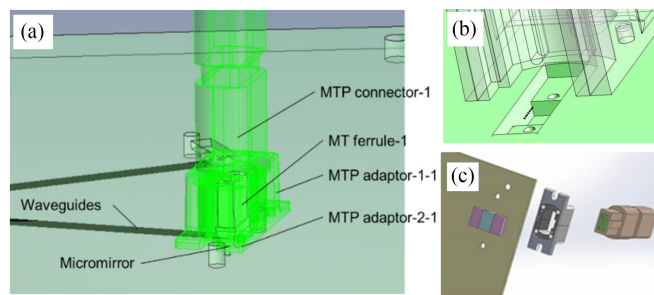 (a)
MTP connector-1
MT ferrule-1
MTP adaptor-1-1
Waveguides
MTP adaptor-2-1
Micromirror
(b)
(c)